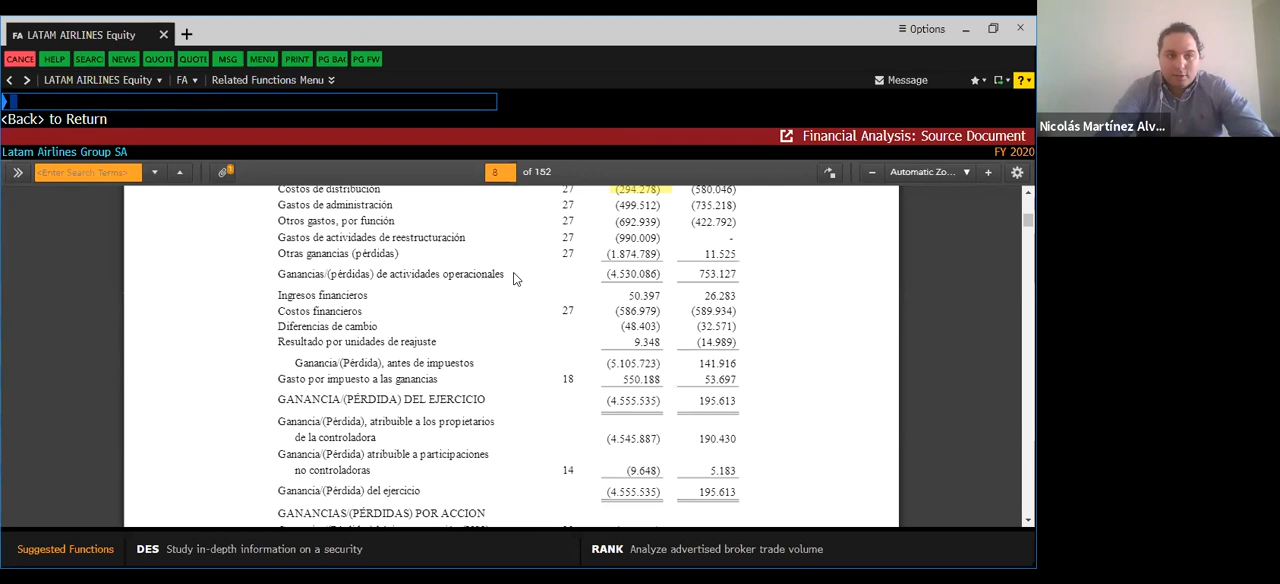 FA LATAM AIRLINES Equity
Options
CANCE HELP SEARC NEWS QUOTE QUOTE MSG MENU PRINT PG BAC PG FW
LATAM AIRLINES Equity FA Related Functions Menu Message
<Back> to Return
Financial Analysis: Source Document
Latam Airlines Group SA FY 2020
<Enter Search Terms> 1 8 of 152 Automatic Zo...
Costos de distribución 27 (294.278) (580.046)
Gastos de administración 27 (499.512) (735.218)
Otros gastos, por función 27 (692.939) (422.792)
Gastos de actividades de reestructuración 27 (990.009) -
Otras ganancias (pérdidas) 27 (1.874.789) 11.525
Ganancias/(pérdidas) de actividades operacionales (4.530.086) 753.127
Ingresos financieros 50.397 26.283
Costos financieros 27 (586.979) (589.934)
Diferencias de cambio (48.403) (32.571)
Resultado por unidades de reajuste 9.348 (14.989)
Ganancia/(Pérdida), antes de impuestos (5.105.723) 141.916
Gasto por impuesto a las ganancias 18 550.188 53.697
GANANCIA/(PÉRDIDA) DEL EJERCICIO (4.555.535) 195.613
Ganancia/(Pérdida), atribuible a los propietarios
de la controladora (4.545.887) 190.430
Ganancia/(Pérdida) atribuible a participaciones
no controladoras 14 (9.648) 5.183
Ganancia/(Pérdida) del ejercicio (4.555.535) 195.613
GANANCIAS/(PÉRDIDAS) POR ACCION
Suggested Functions DES Study in-depth information on a security RANK Analyze advertised broker trade volume
Nicolás Martínez Alv...